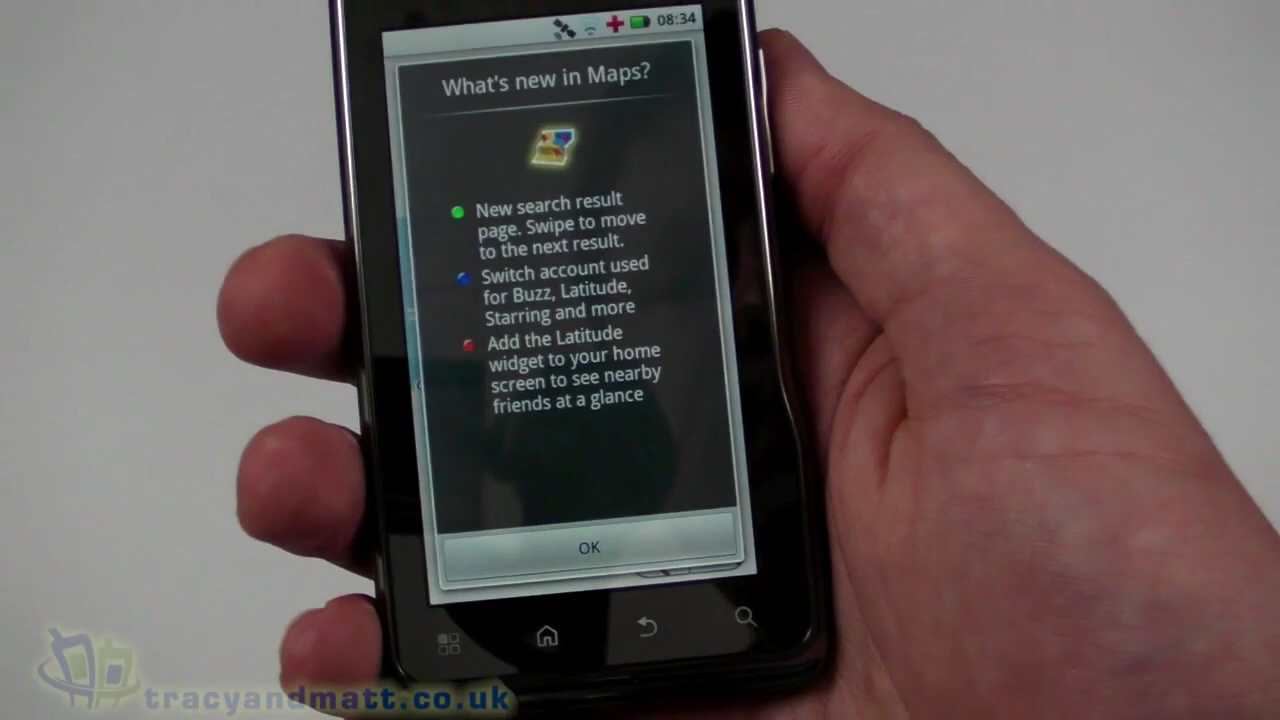 08:34
What's new in Maps?
New search result
page. Swipe to move
to the next result.
Switch account used
for Buzz, Latitude,
Starring and more
Add the Latitude
widget to your home
screen to see nearby
friends at a glance
OK
tracyandmatt.co.uk